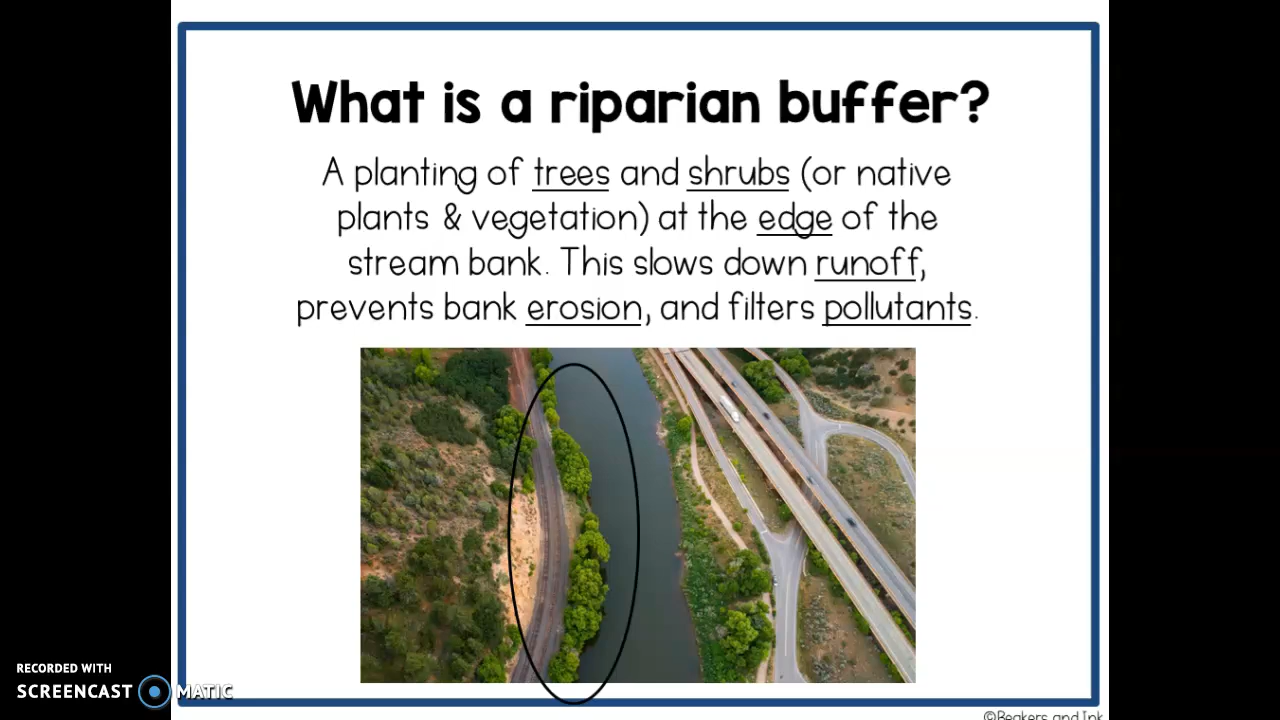 What is a riparian buffer?
A planting of trees and shrubs (or native
plants & vegetation) at the edge of the
stream bank. This slows down runoff,
prevents bank erosion, and filters pollutants.
RECORDED WITH
SCREENCAST MATIC
©Beakers and Ink